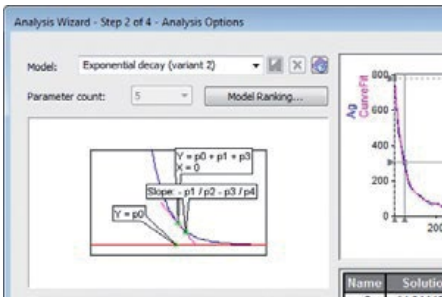 Analysis Wizard - Step 2 of 4 - Analysis Options
Model: Exponential decay (variant 2)
Parameter count: 5 Model Ranking...
Y = p0 + p1 + p3
X = 0
Slope: - p1 / p2 - p3 / p4
Y = p0
Ag
CurveFit
800
600
400
200
0
200
Name Solutio